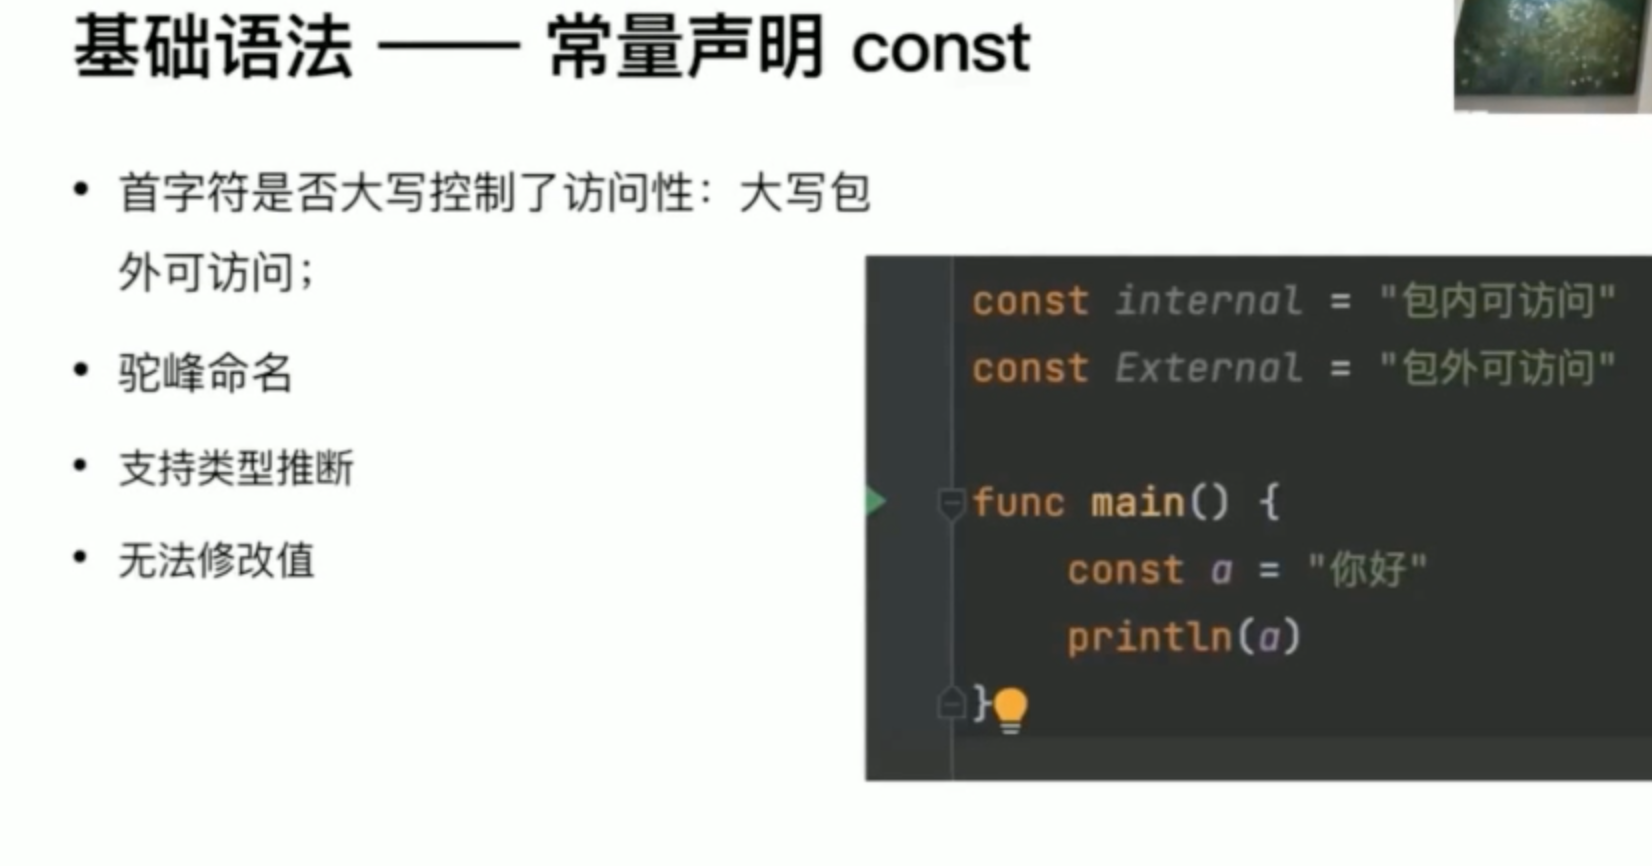 基础语法 —— 常量声明 const
• 首字符是否大写控制了访问性：大写包
外可访问；
• 驼峰命名
• 支持类型推断
• 无法修改值
const internal = "包内可访问"
const External = "包外可访问"
func main() {
const a = "你好"
println(a)
}